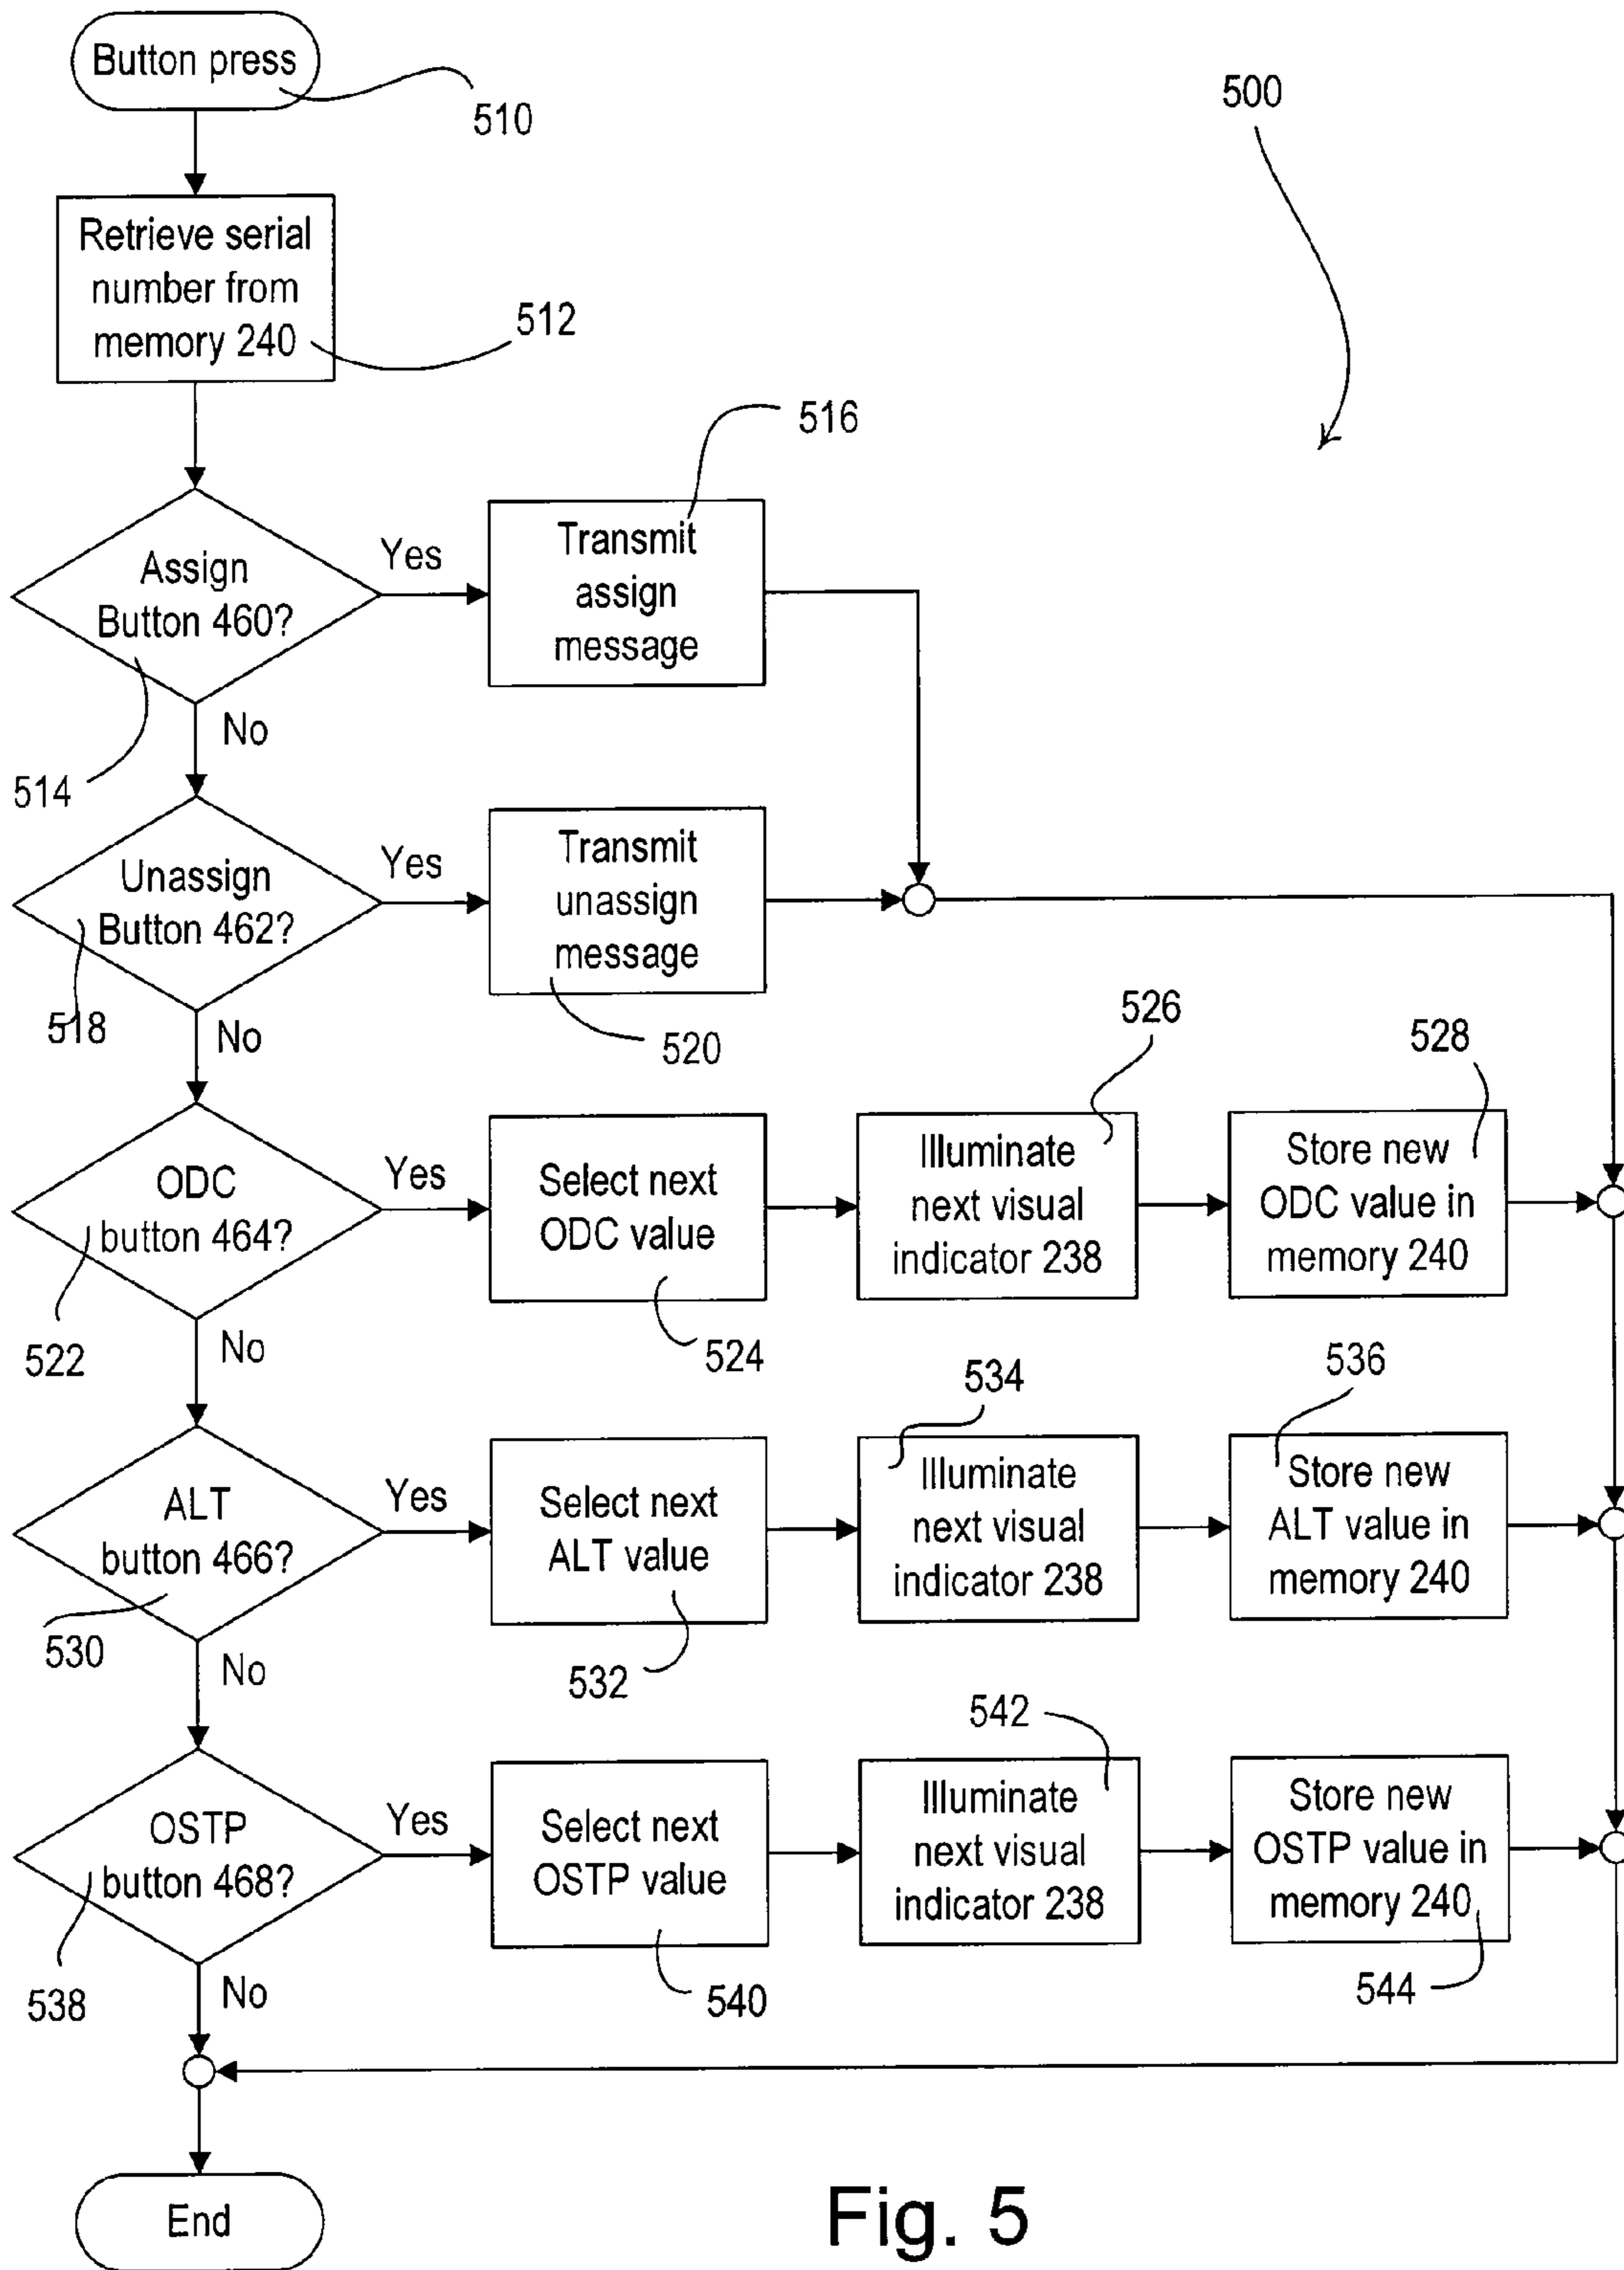 Button press
510
500
Retrieve serial
number from
memory 240
512
516
Assign
Button 460?
Yes
Transmit
assign
message
No
514
Unassign
Button 462?
Yes
Transmit
unassign
message
518
No
520
526
528
ODC
button 464?
Yes
Select next
ODC value
Illuminate
next visual
indicator 238
Store new
ODC value in
memory 240
522
No
524
534
536
ALT
button 466?
Yes
Select next
ALT value
Illuminate
next visual
indicator 238
Store new
ALT value in
memory 240
530
No
532
542
OSTP
button 468?
Yes
Select next
OSTP value
Illuminate
next visual
indicator 238
Store new
OSTP value in
memory 240
538
No
540
544
End
Fig. 5